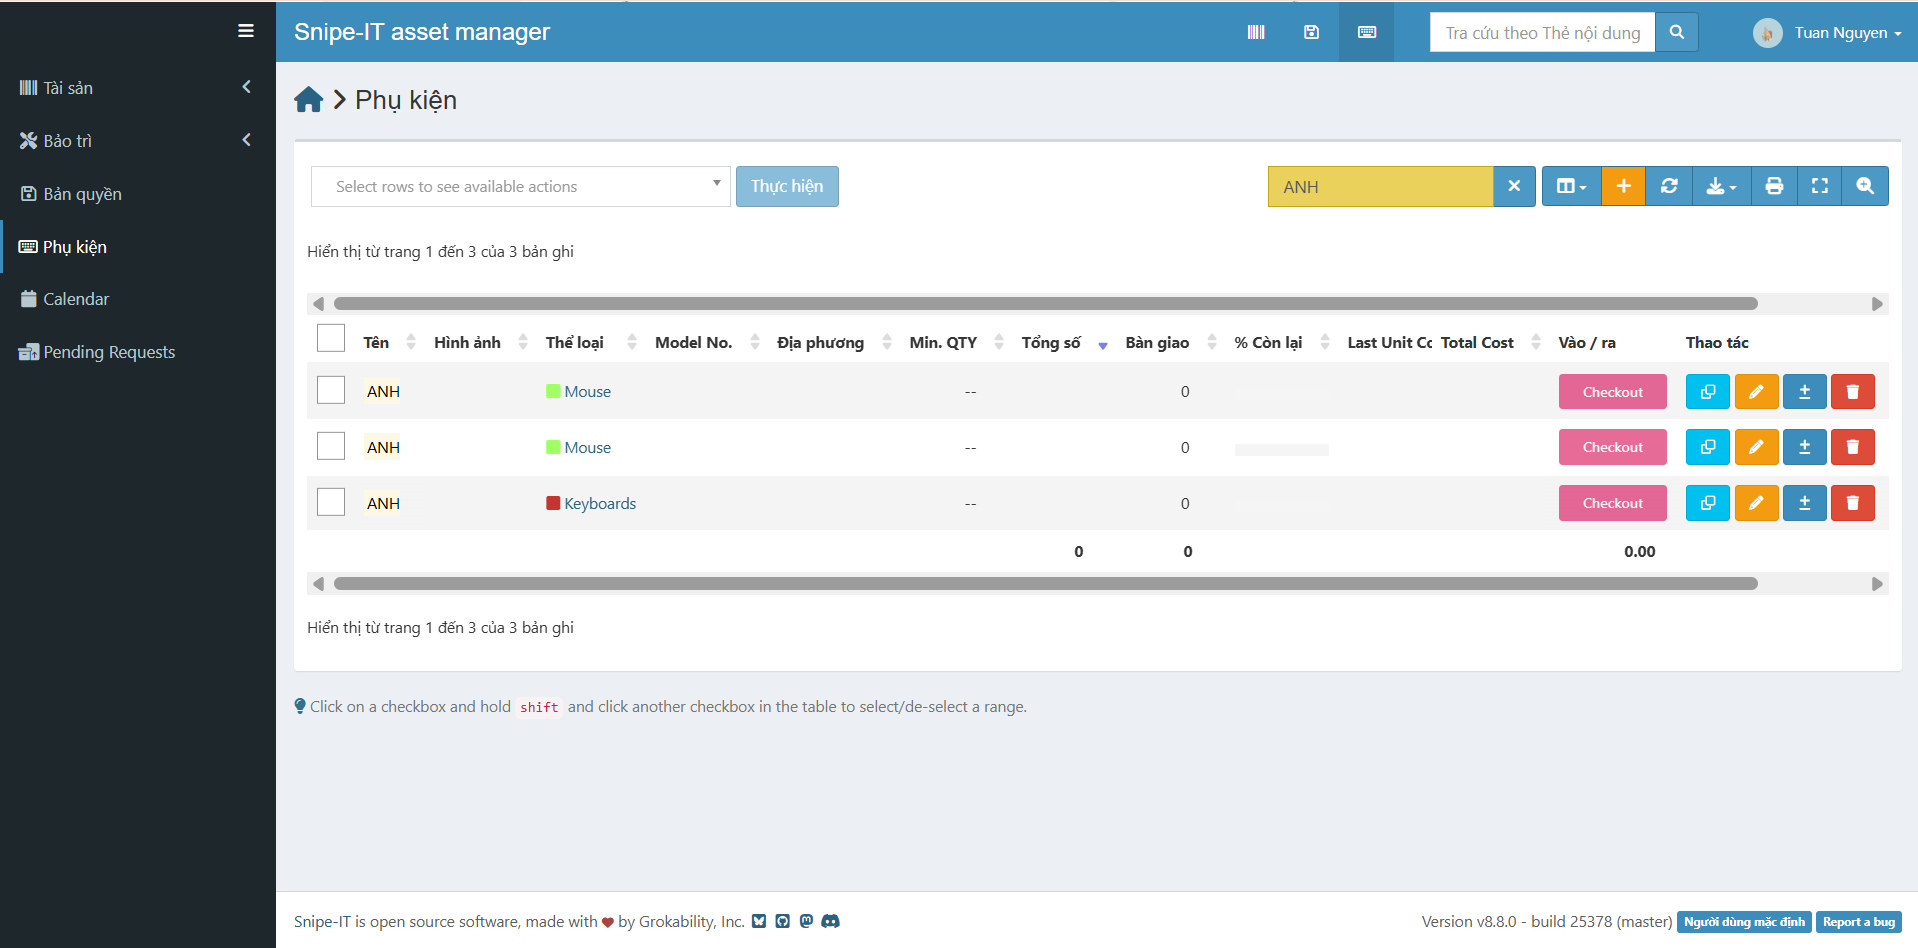 Snipe-IT asset manager
Tra cứu theo Thẻ nội dung
Tuan Nguyen
Tài sản
Bảo trì
Bản quyền
Phụ kiện
Calendar
Pending Requests
Phụ kiện
Select rows to see available actions
Thực hiện
ANH
Hiển thị từ trang 1 đến 3 của 3 bản ghi
Tên Hình ảnh Thể loại Model No. Địa phương Min. QTY Tổng số Bàn giao % Còn lại Last Unit Cc Total Cost Vào / ra Thao tác
ANH Mouse -- 0 Checkout
ANH Mouse -- 0 Checkout
ANH Keyboards -- 0 Checkout
0 0 0.00
Hiển thị từ trang 1 đến 3 của 3 bản ghi
Click on a checkbox and hold shift and click another checkbox in the table to select/de-select a range.
Snipe-IT is open source software, made with by Grokability, Inc.
Version v8.8.0 - build 25378 (master) Người dùng mặc định Report a bug